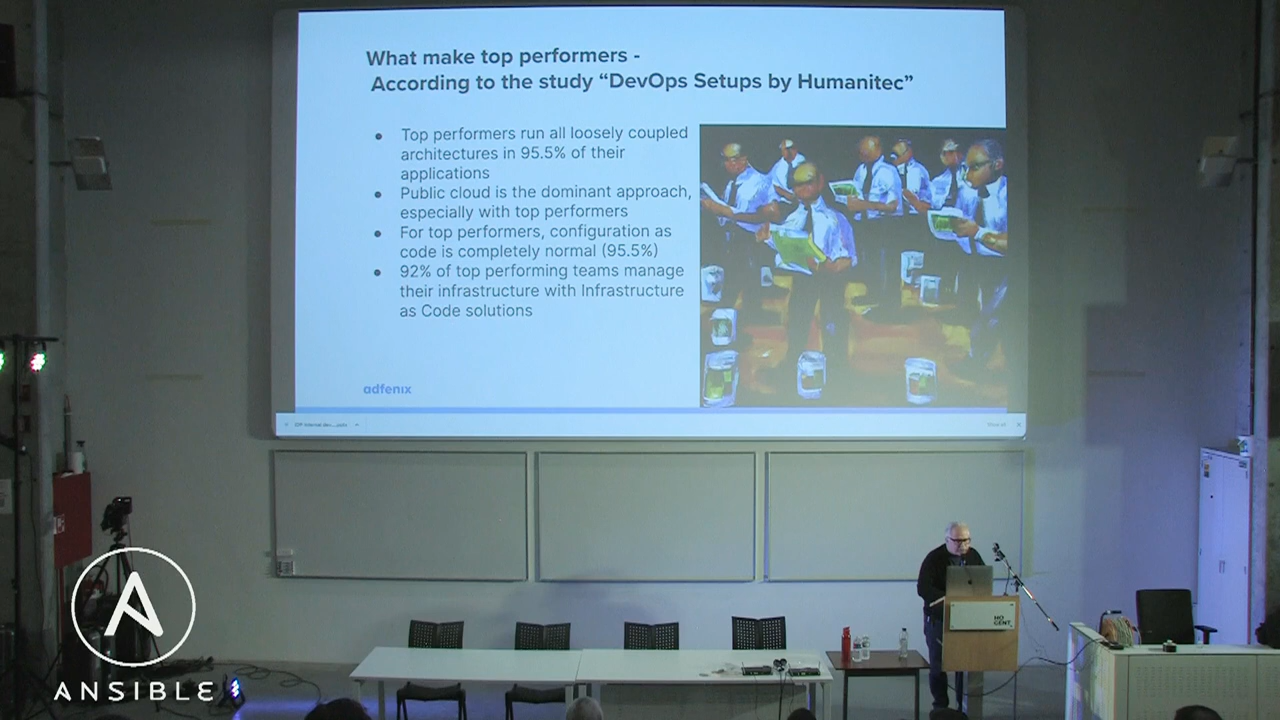 What make top performers -
According to the study “DevOps Setups by Humanitec”
● Top performers run all loosely coupled
architectures in 95.5% of their
applications
● Public cloud is the dominant approach,
especially with top performers
● For top performers, configuration as
code is completely normal (95.5%)
● 92% of top performing teams manage
their infrastructure with Infrastructure
as Code solutions
adfenix
Show all
HO
GENT
ANSIBLE